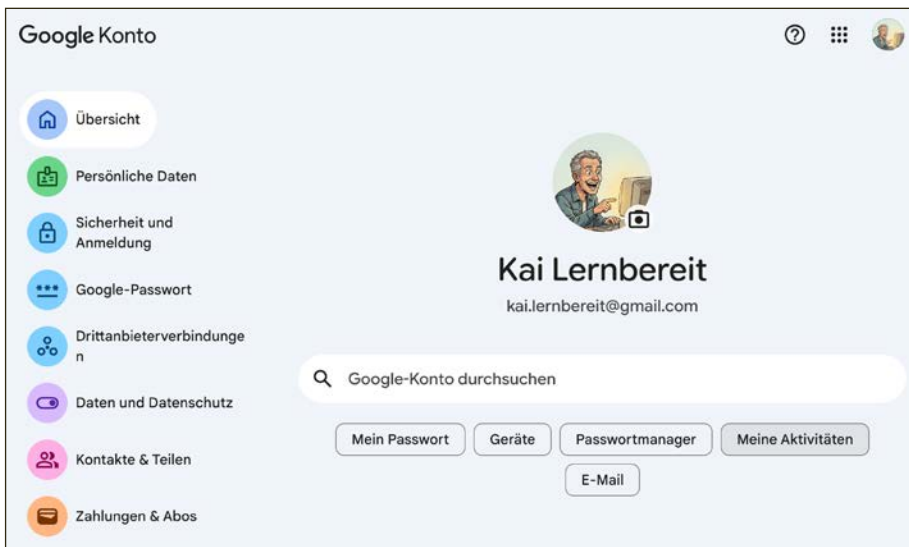 Google Konto
Übersicht
Persönliche Daten
Sicherheit und
Anmeldung
Google-Passwort
Drittanbieterverbindunge
n
Daten und Datenschutz
Kontakte & Teilen
Zahlungen & Abos
Kai Lernbereit
kai.lernbereit@gmail.com
Google-Konto durchsuchen
Mein Passwort Geräte Passwortmanager Meine Aktivitäten
E-Mail